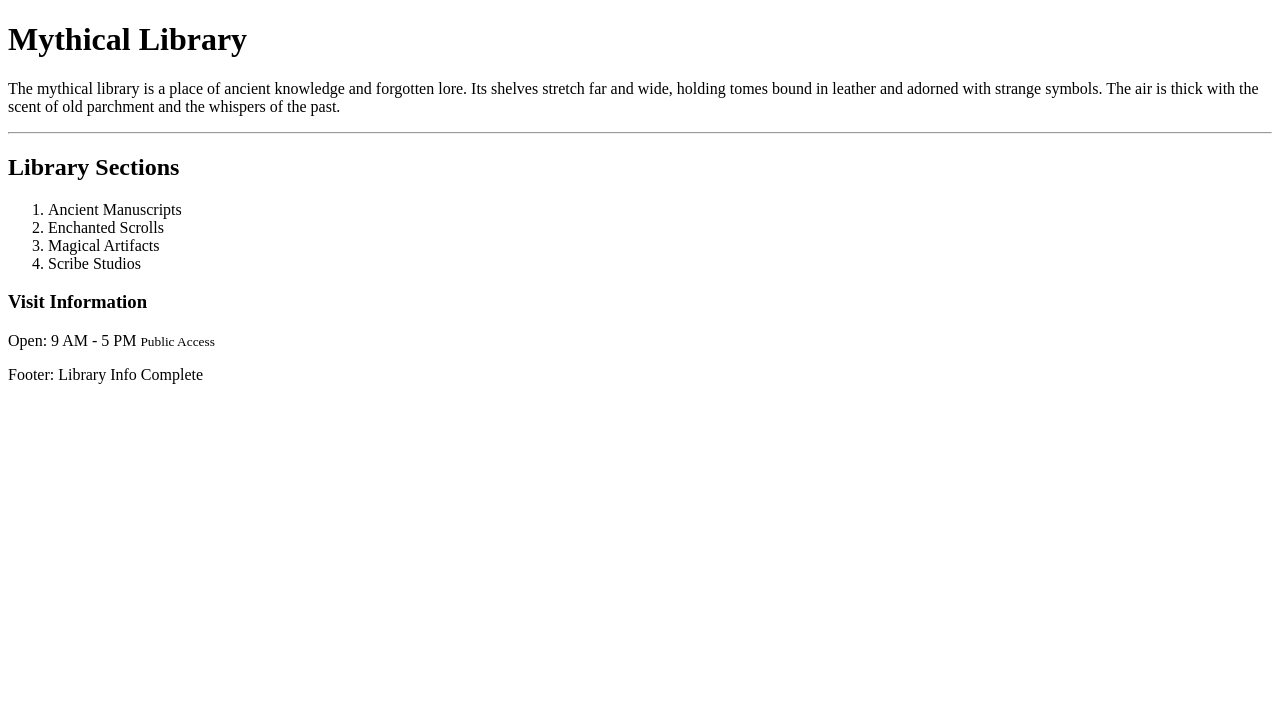 Mythical Library
The mythical library is a place of ancient knowledge and forgotten lore. Its shelves stretch far and wide, holding tomes bound in leather and adorned with strange symbols. The air is thick with the
scent of old parchment and the whispers of the past.
Library Sections
1. Ancient Manuscripts
2. Enchanted Scrolls
3. Magical Artifacts
4. Scribe Studios
Visit Information
Open: 9 AM - 5 PM Public Access
Footer: Library Info Complete